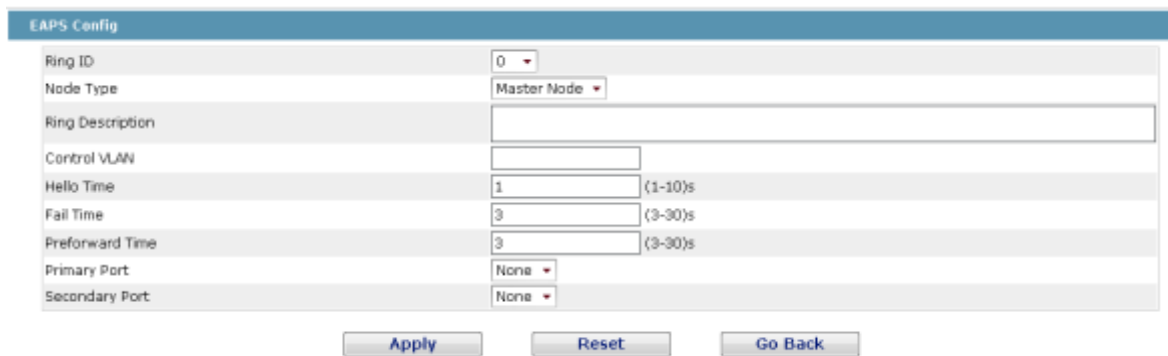 EAPS Config
Ring ID 0
Node Type Master Node
Ring Description
Control VLAN
Hello Time 1 (1-10)s
Fail Time 3 (3-30)s
Preforward Time 3 (3-30)s
Primary Port None
Secondary Port None
Apply Reset Go Back